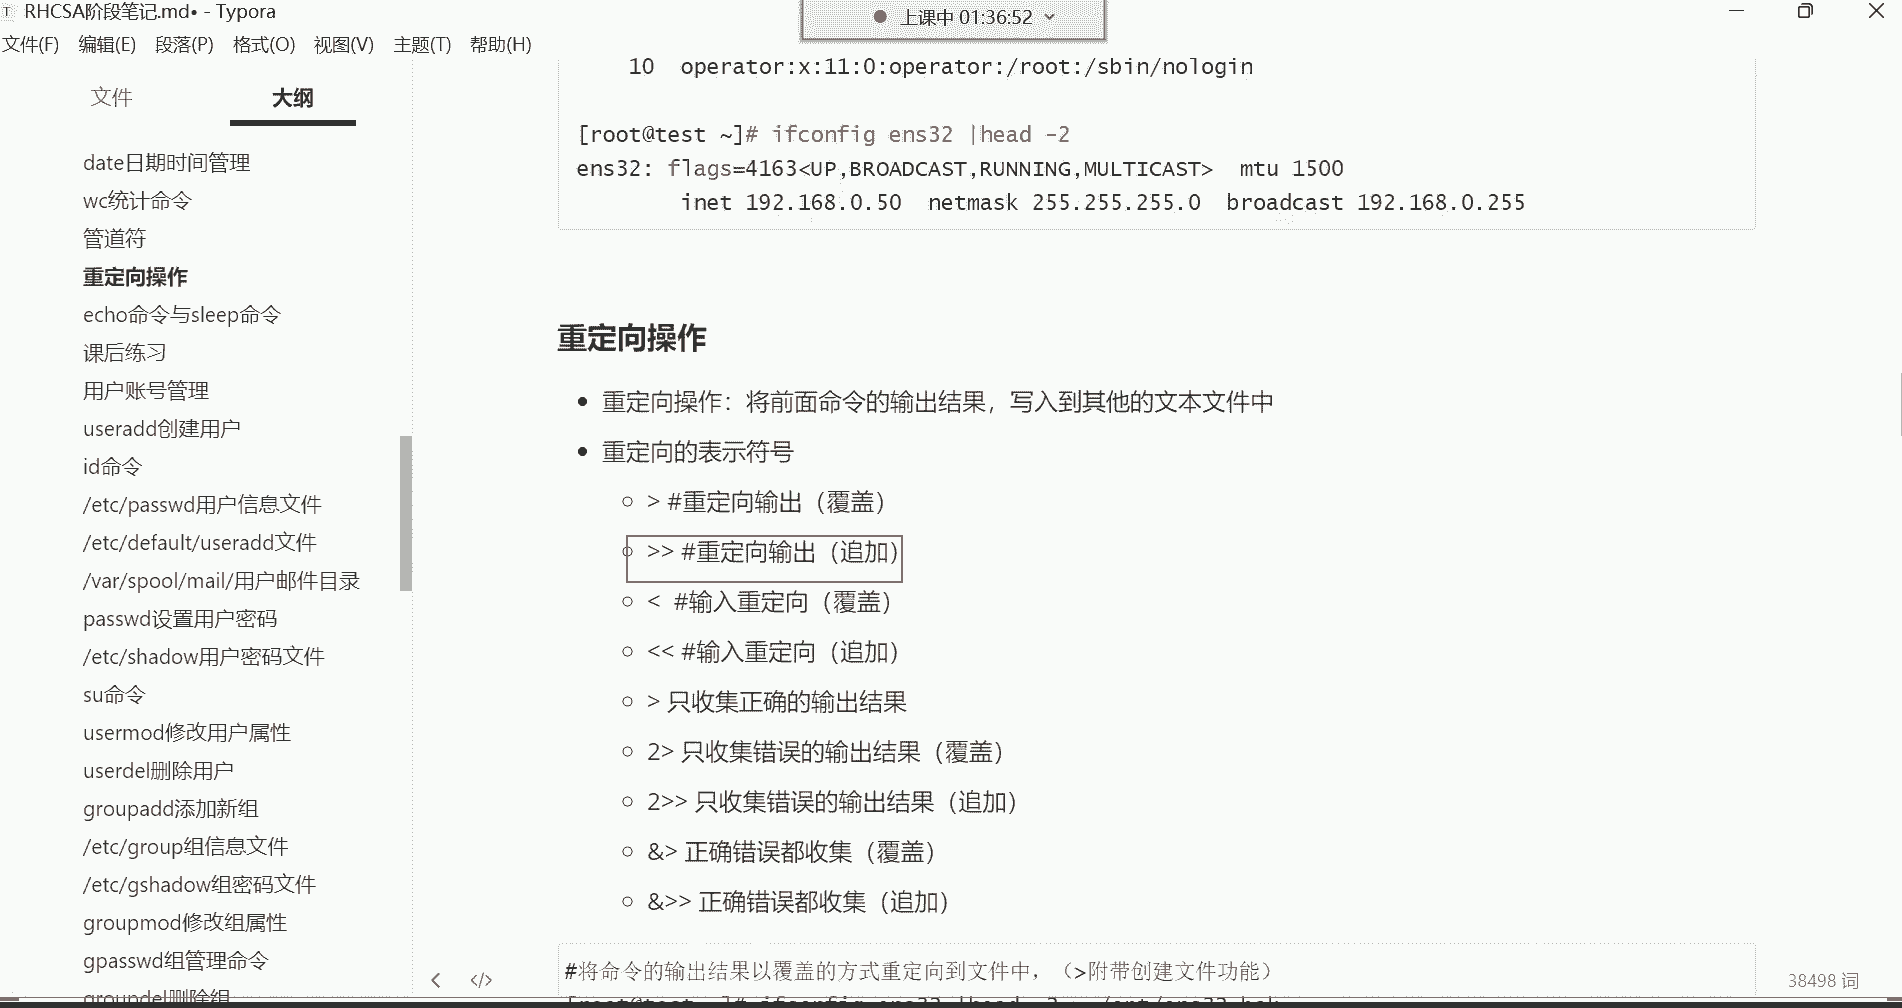 RHCSA阶段笔记.md• - Typora
上课中 01:36:52
文件(F) 编辑(E) 段落(P) 格式(O) 视图(V) 主题(T) 帮助(H)
文件 大纲
date日期时间管理
wc统计命令
管道符
重定向操作
echo命令与sleep命令
课后练习
用户账号管理
useradd创建用户
id命令
/etc/passwd用户信息文件
/etc/default/useradd文件
/var/spool/mail/用户邮件目录
passwd设置用户密码
/etc/shadow用户密码文件
su命令
usermod修改用户属性
userdel删除用户
groupadd添加新组
/etc/group组信息文件
/etc/gshadow组密码文件
groupmod修改组属性
gpasswd组管理命令
groupdel删除组
10 operator:x:11:0:operator:/root:/sbin/nologin
[root@test ~]# ifconfig ens32 |head -2
ens32: flags=4163<UP,BROADCAST,RUNNING,MULTICAST> mtu 1500
inet 192.168.0.50 netmask 255.255.255.0 broadcast 192.168.0.255
重定向操作
• 重定向操作：将前面命令的输出结果，写入到其他的文本文件中
• 重定向的表示符号
○ > #重定向输出（覆盖）
○ >> #重定向输出（追加）
○ < #输入重定向（覆盖）
○ << #输入重定向（追加）
○ > 只收集正确的输出结果
○ 2> 只收集错误的输出结果（覆盖）
○ 2>> 只收集错误的输出结果（追加）
○ &> 正确错误都收集（覆盖）
○ &>> 正确错误都收集（追加）
#将命令的输出结果以覆盖的方式重定向到文件中，（>附带创建文件功能）
</>
38498 词